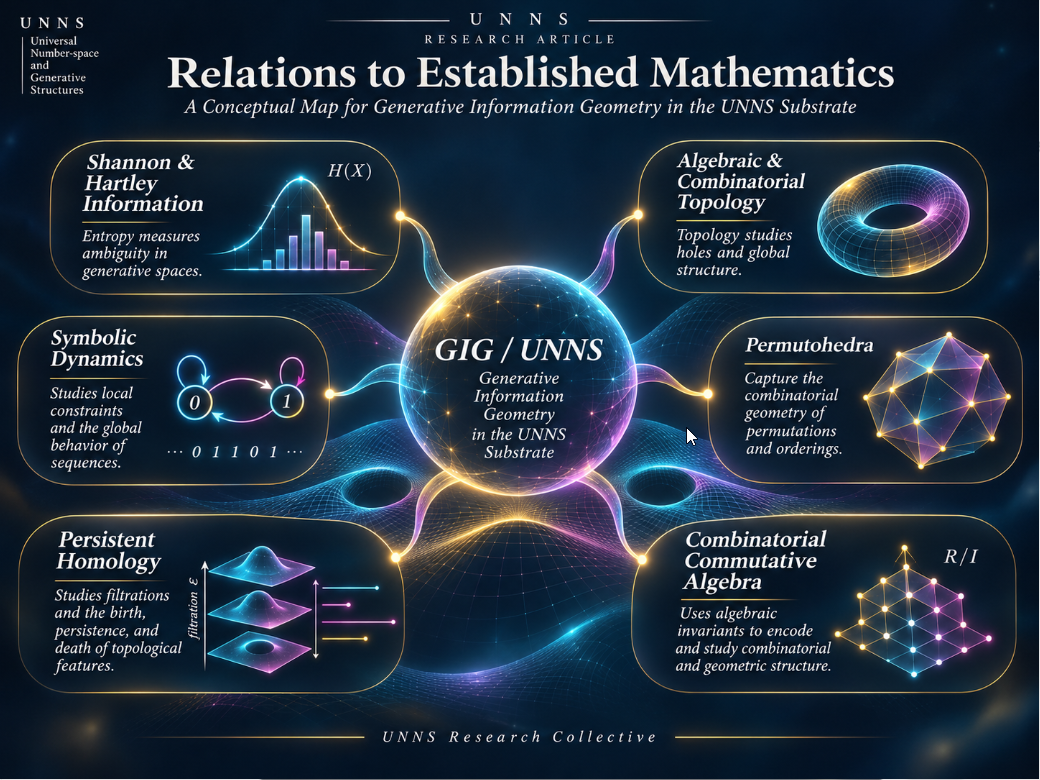 UNNS
Universal
Number-space
and
Generative
Structures
UNNS
RESEARCH ARTICLE
Relations to Established Mathematics
A Conceptual Map for Generative Information Geometry in the UNNS Substrate
Shannon &
Hartley
Information
H(X)
Entropy measures
ambiguity in
generative spaces.
Algebraic &
Combinatorial
Topology
Topology studies
holes and global
structure.
Symbolic
Dynamics
Studies local
constraints
and the global
behavior of
sequences.
0 1
··· 0 1 1 0 1 ···
GIG / UNNS
Generative
Information
Geometry
in the UNNS
Substrate
Permutohedra
Capture the
combinatorial
geometry of
permutations
and orderings.
Persistent
Homology
Studies filtrations
and the birth,
persistence, and
death of topological
features.
filtration ε
Combinatorial
Commutative
Algebra
R/I
Uses algebraic
invariants to encode
and study combinatorial
and geometric structure.
UNNS Research Collective